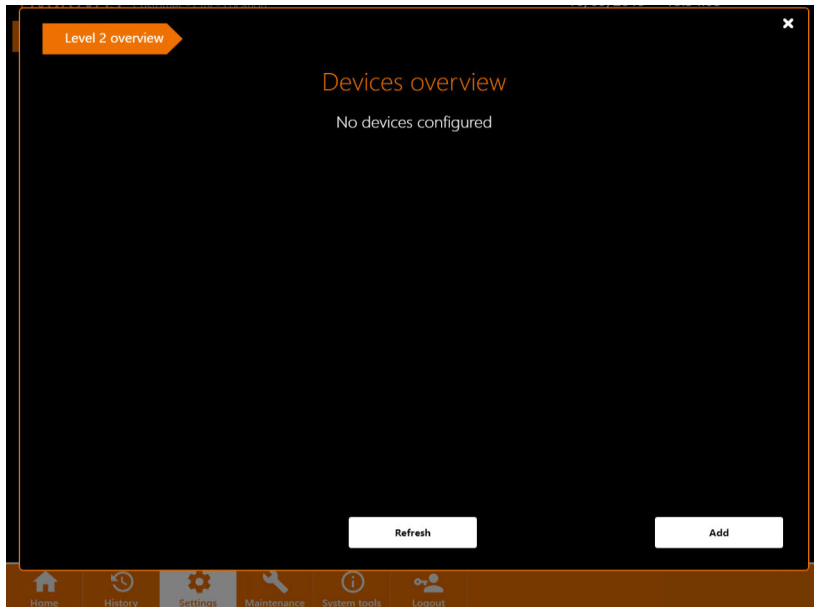 Level 2 overview
Devices overview
No devices configured
Refresh
Add
Home
History
Settings
Maintenance
System tools
Logout